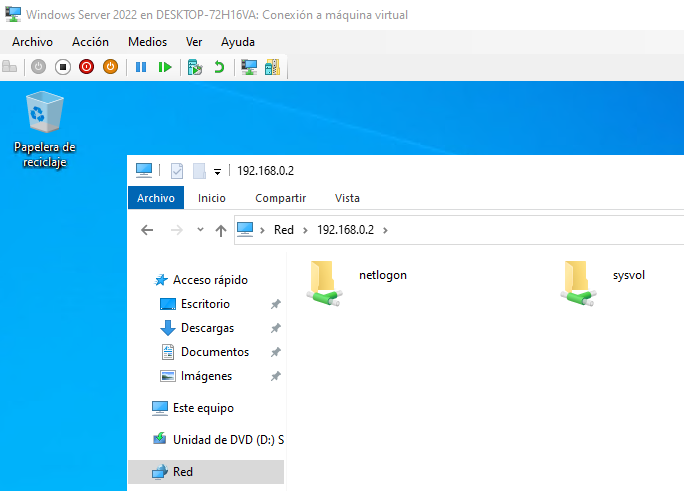 Windows Server 2022 en DESKTOP-72H16VA: Conexión a máquina virtual
Archivo Acción Medios Ver Ayuda
Papelera de
reciclaje
192.168.0.2
Archivo Inicio Compartir Vista
Red 192.168.0.2
Acceso rápido
Escritorio
Descargas
Documentos
Imágenes
Este equipo
Unidad de DVD (D:) S
Red
netlogon
sysvol